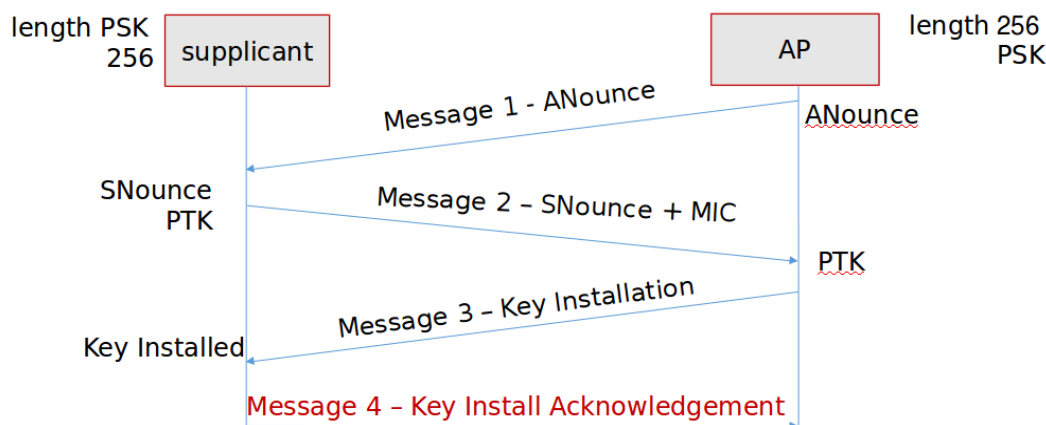 length PSK
256
supplicant
AP
length 256
PSK
Message 1 - ANounce
ANounce
SNounce
PTK
Message 2 – SNounce + MIC
PTK
Message 3 – Key Installation
Key Installed
Message 4 – Key Install Acknowledgement